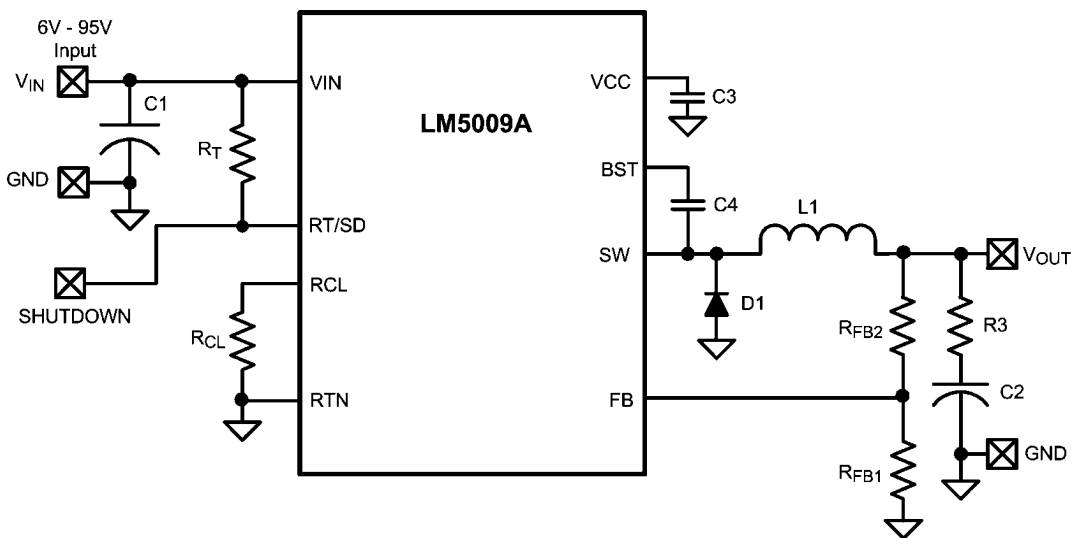 6V - 95V
Input
VIN
C1
GND
RT
SHUTDOWN
RCL
LM5009A
VIN
RT/SD
RCL
RTN
VCC
BST
SW
FB
C3
C4
L1
D1
RFB2
RFB1
R3
C2
VOUT
GND